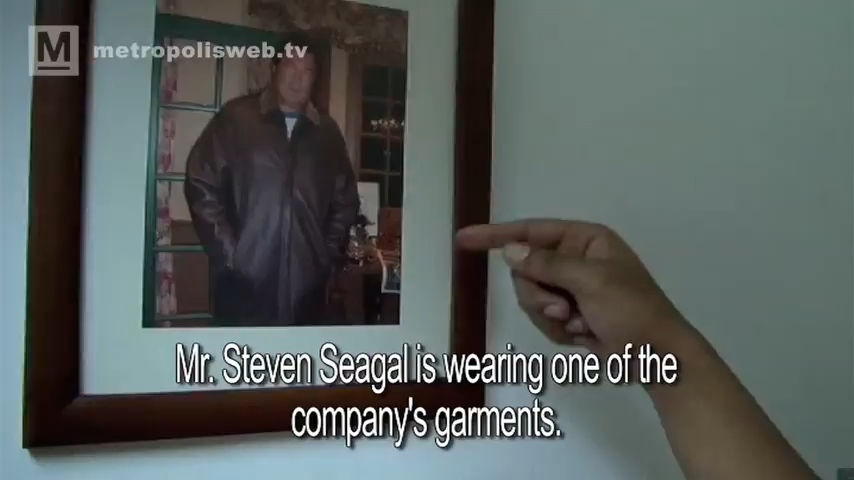 M metropolisweb.tv
Mr. Steven Seagal is wearing one of the
company's garments.